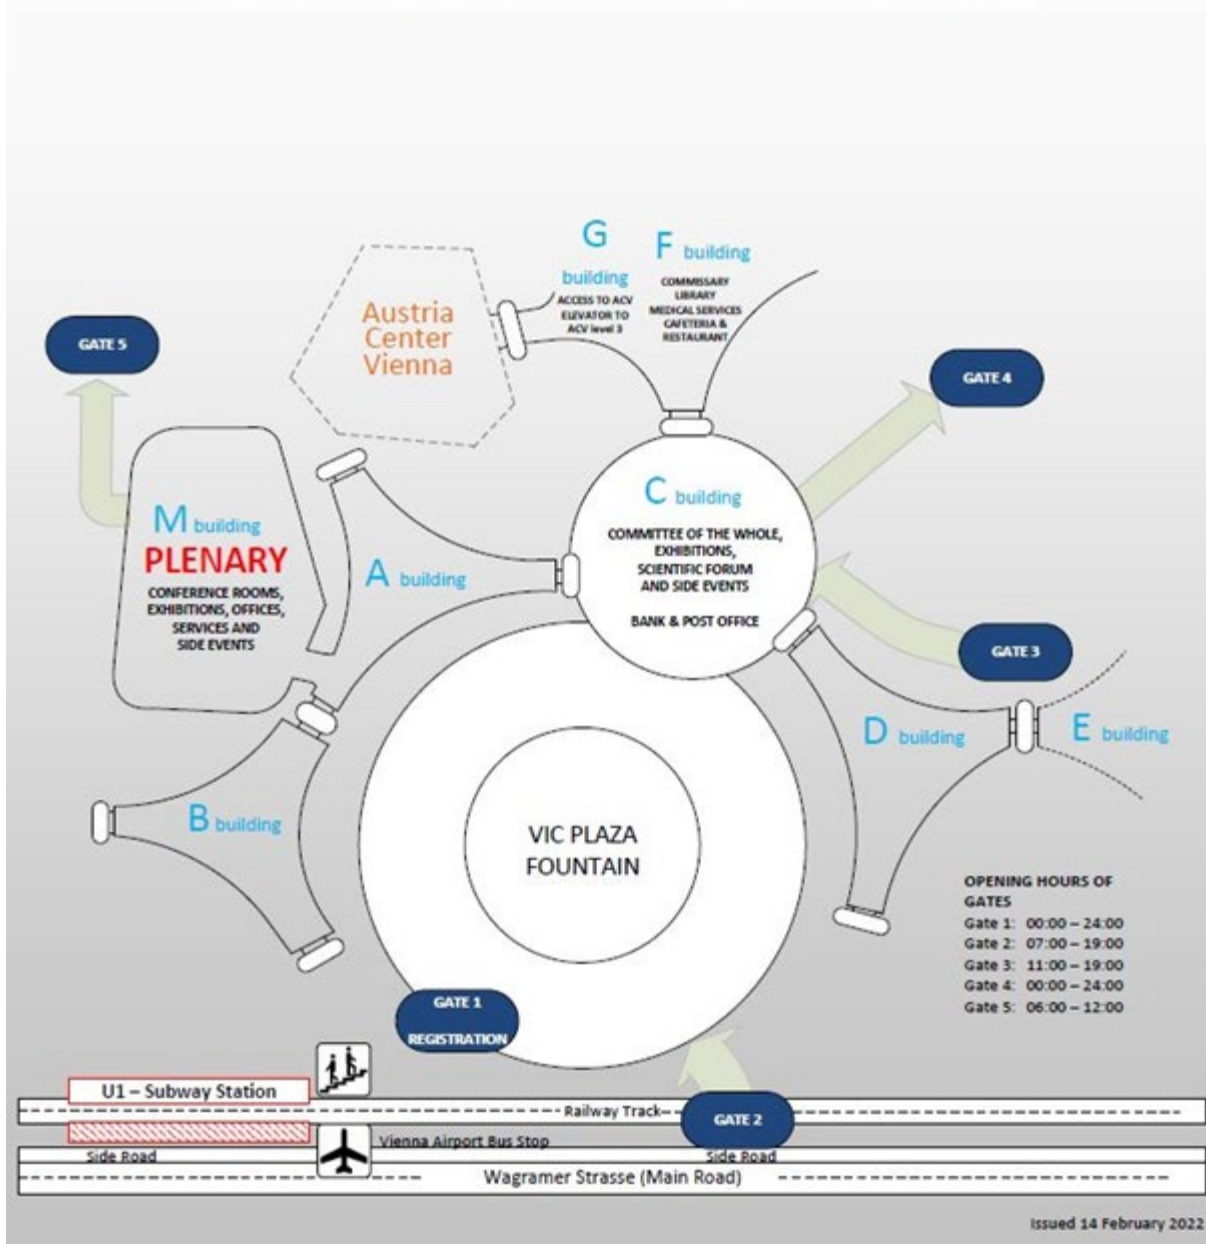 G
building
ACCESS TO ACV
ELEVATOR TO
ACV level 3
F building
COMMISSARY
LIBRARY
MEDICAL SERVICES
CAFETERIA &
RESTAURANT
Austria
Center
Vienna
GATE 5
GATE 4
M building
PLENARY
CONFERENCE ROOMS,
EXHIBITIONS, OFFICES,
SERVICES AND
SIDE EVENTS
A building
C building
COMMITTEE OF THE WHOLE,
EXHIBITIONS,
SCIENTIFIC FORUM
AND SIDE EVENTS
BANK & POST OFFICE
GATE 3
D building
E building
B building
VIC PLAZA
FOUNTAIN
OPENING HOURS OF
GATES
Gate 1: 00:00 – 24:00
Gate 2: 07:00 – 19:00
Gate 3: 11:00 – 19:00
Gate 4: 00:00 – 24:00
Gate 5: 06:00 – 12:00
GATE 1
REGISTRATION
U1 – Subway Station
Railway Track
GATE 2
Vienna Airport Bus Stop
Side Road
Side Road
Wagramer Strasse (Main Road)
Issued 14 February 2022